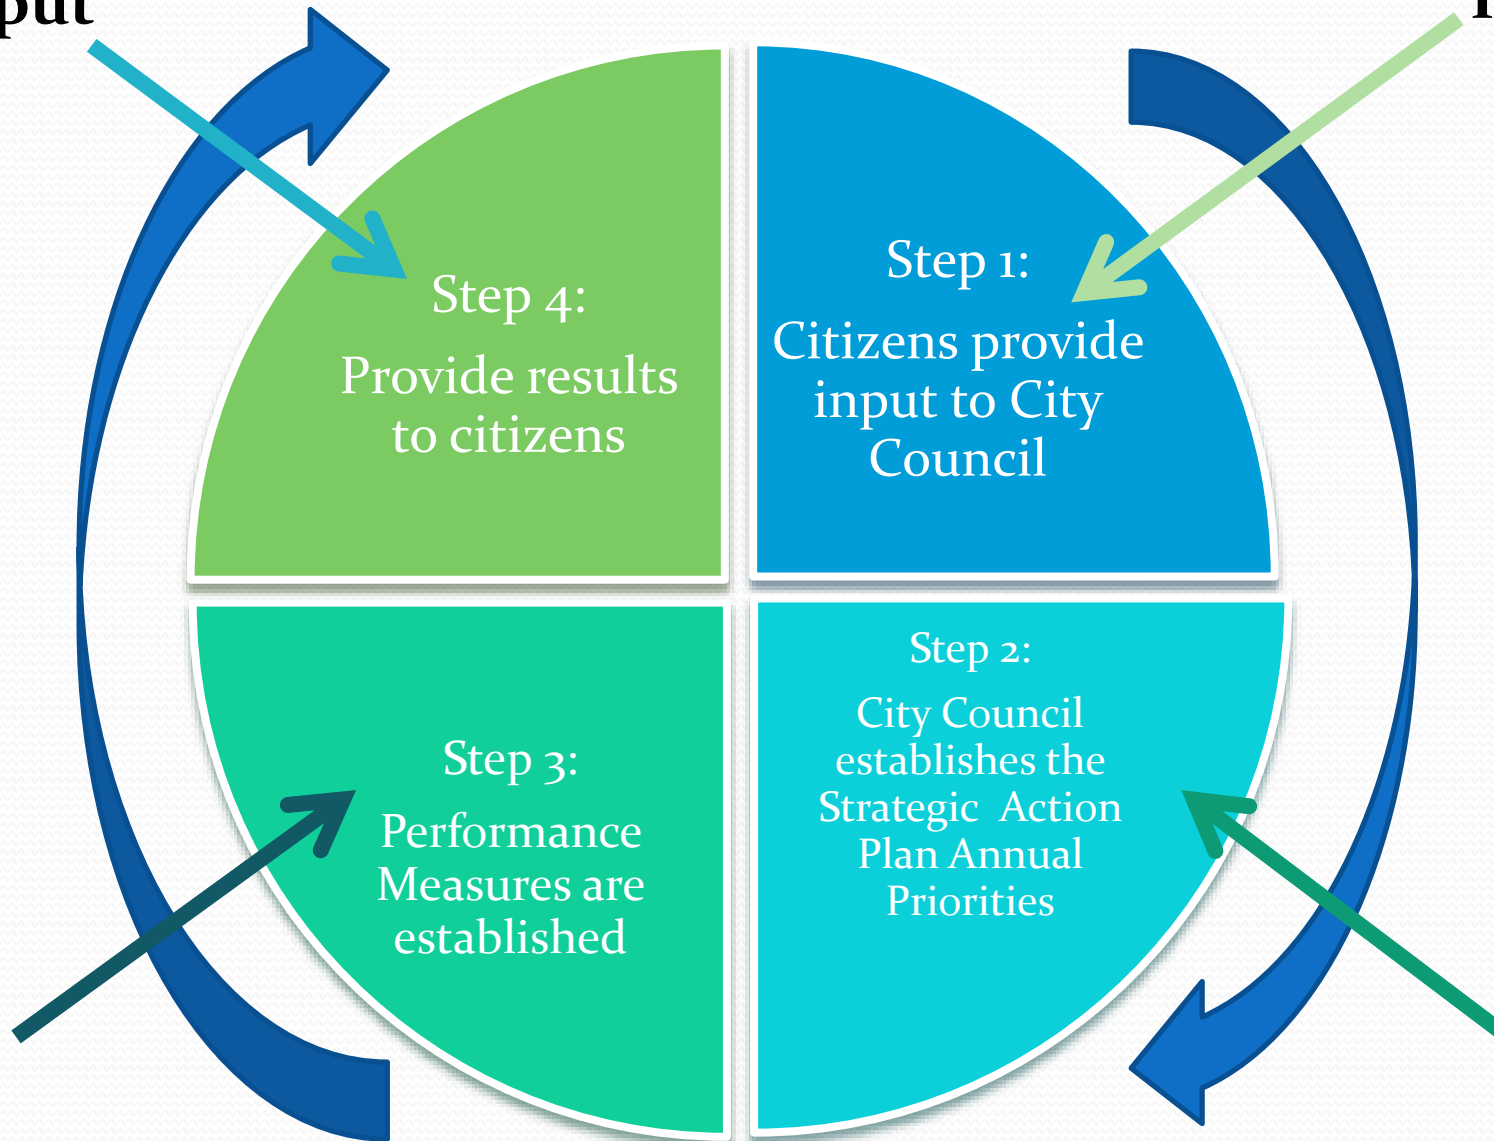 Step 1:
Citizens provide
input to City
Council
Step 2:
City Council
establishes the
Strategic Action
Plan Annual
Priorities
Step 3:
Performance
Measures are
established
Step 4:
Provide results
to citizens